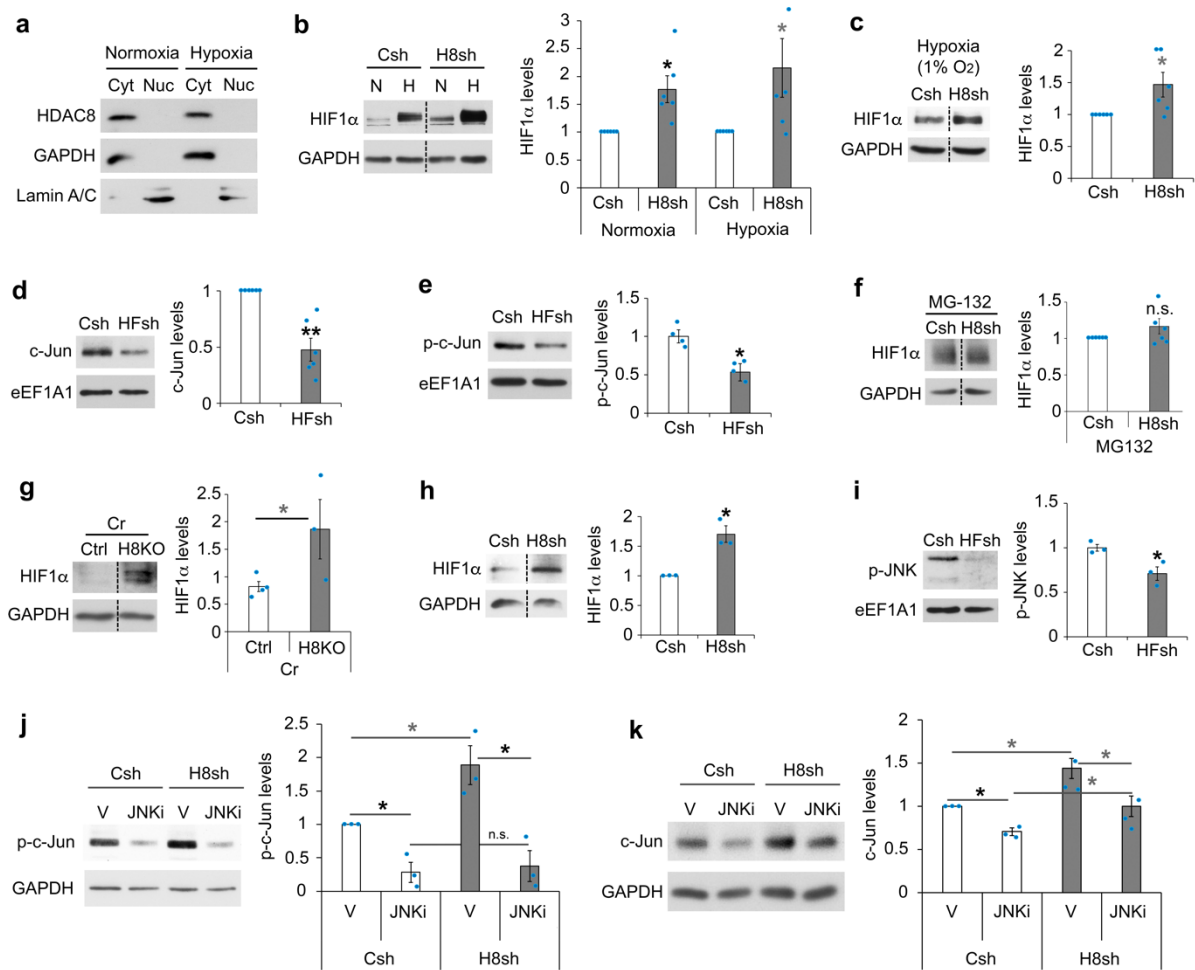 a
Normoxia Hypoxia
Cyt Nuc Cyt Nuc
HDAC8
GAPDH
Lamin A/C
b
Csh H8sh
N H N H
HIF1α
GAPDH
HIF1α levels
3
2.5
2
1.5
1
0.5
0
*
*
Csh H8sh Csh H8sh
Normoxia Hypoxia
c
Hypoxia
(1% O2)
Csh H8sh
HIF1α
GAPDH
HIF1α levels
2
1.5
1
0.5
0
*
Csh H8sh
d
Csh HFsh
c-Jun
eEF1A1
c-Jun levels
1
0.5
0
**
Csh HFsh
e
Csh HFsh
p-c-Jun
eEF1A1
p-c-Jun levels
1.5
1
0.5
0
*
Csh HFsh
f
MG-132
Csh H8sh
HIF1α
GAPDH
HIF1α levels
1.5
1
0.5
0
n.s.
Csh H8sh
MG132
g
Cr
Ctrl H8KO
HIF1α
GAPDH
HIF1α levels
2.5
2
1.5
1
0.5
0
*
Ctrl H8KO
Cr
h
Csh H8sh
HIF1α
GAPDH
HIF1α levels
2
1.5
1
0.5
0
*
Csh H8sh
i
Csh HFsh
p-JNK
eEF1A1
p-JNK levels
1.5
1
0.5
0
*
Csh HFsh
j
Csh H8sh
V JNKi V JNKi
p-c-Jun
GAPDH
p-c-Jun levels
2.5
2
1.5
1
0.5
0
*
*
*
n.s.
V JNKi V JNKi
Csh H8sh
k
Csh H8sh
V JNKi V JNKi
c-Jun
GAPDH
c-Jun levels
2
1.5
1
0.5
0
*
*
*
*
V JNKi V JNKi
Csh H8sh